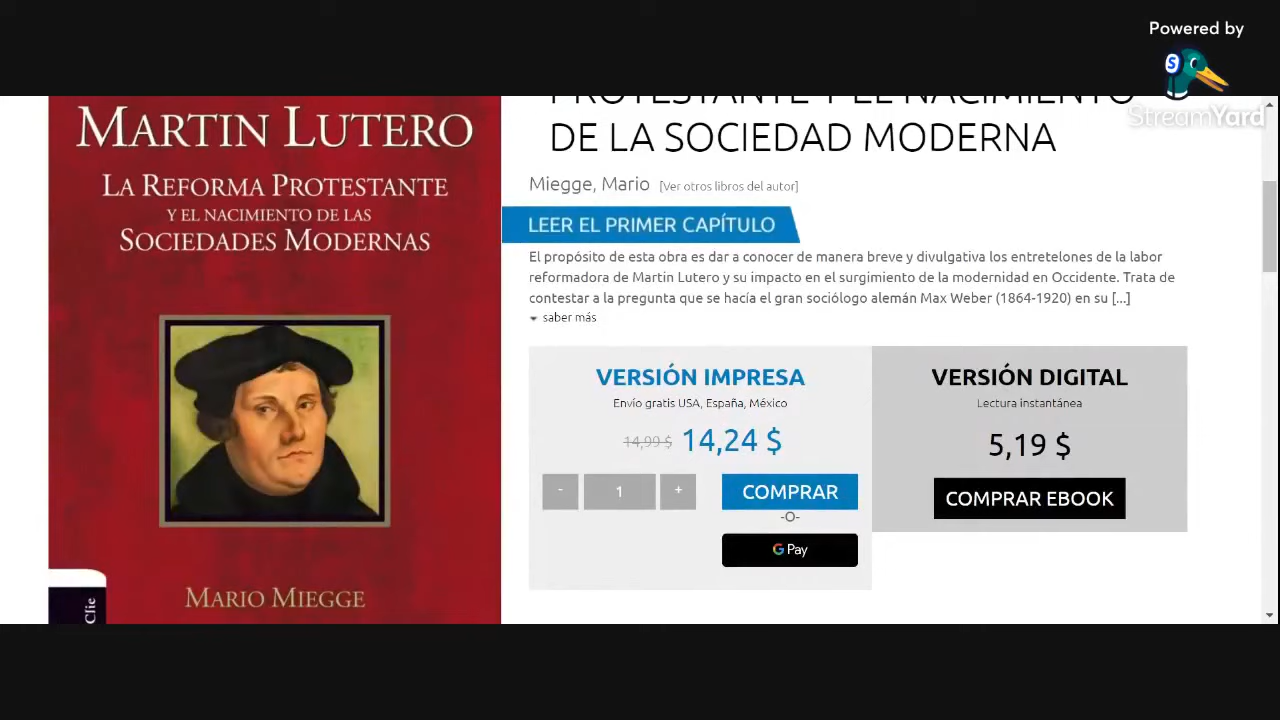 Powered by
StreamYard
MARTIN LUTERO
LA REFORMA PROTESTANTE
Y EL NACIMIENTO DE LAS
SOCIEDADES MODERNAS
MARIO MIEGGE
Clie
PROTESTANTE Y EL NACIMIENTO
DE LA SOCIEDAD MODERNA
Miegge, Mario [Ver otros libros del autor]
LEER EL PRIMER CAPÍTULO
El propósito de esta obra es dar a conocer de manera breve y divulgativa los entretelones de la labor
reformadora de Martín Lutero y su impacto en el surgimiento de la modernidad en Occidente. Trata de
contestar a la pregunta que se hacía el gran sociólogo alemán Max Weber (1864-1920) en su [...]
saber más
VERSIÓN IMPRESA
Envío gratis USA, España, México
14,99 $ 14,24 $
- 1 + COMPRAR
-O-
G Pay
VERSIÓN DIGITAL
Lectura instantánea
5,19 $
COMPRAR EBOOK